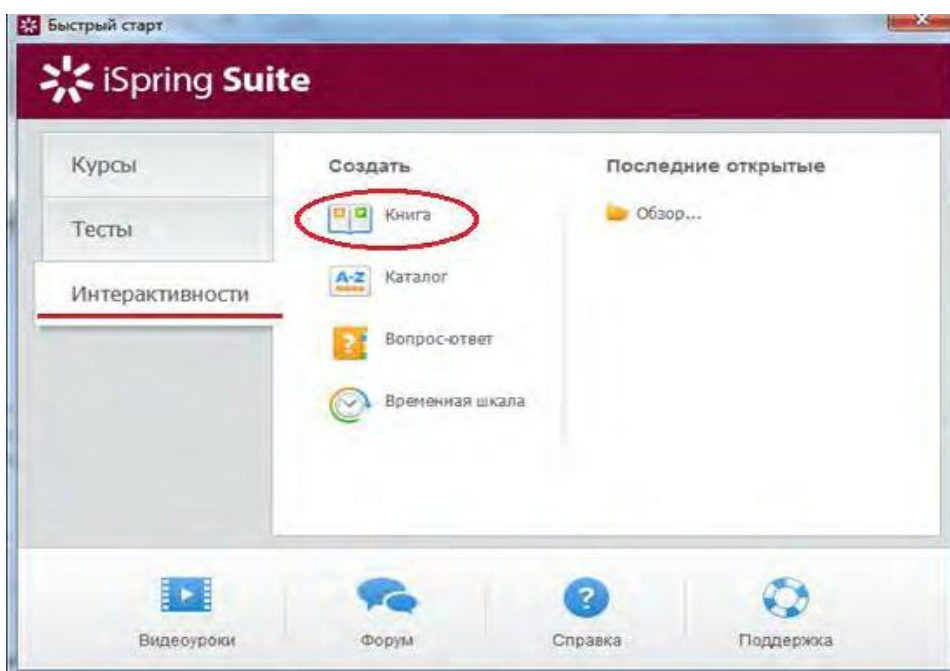 Быстрый старт
iSpring Suite
Курсы
Тесты
Интерактивности
Создать
Книга
A-Z
Каталог
Вопрос-ответ
Временная шкала
Последние открытые
Обзор...
Видеоуроки
Форум
Справка
Поддержка